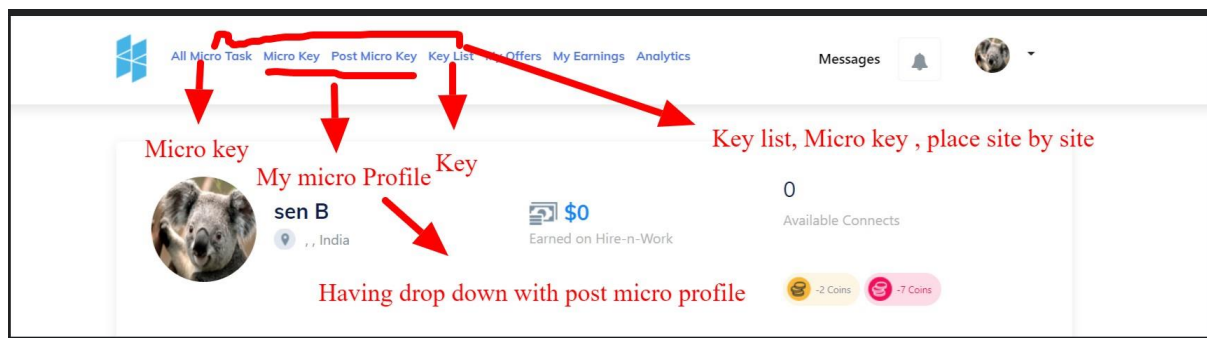 All Micro Task Micro Key Post Micro Key Key List My Offers My Earnings Analytics Messages
Key list, Micro key , place site by site
Micro key
My micro Profile
Key
sen B
, , India
$0
Earned on Hire-n-Work
0
Available Connects
Having drop down with post micro profile
-2 Coins
-7 Coins